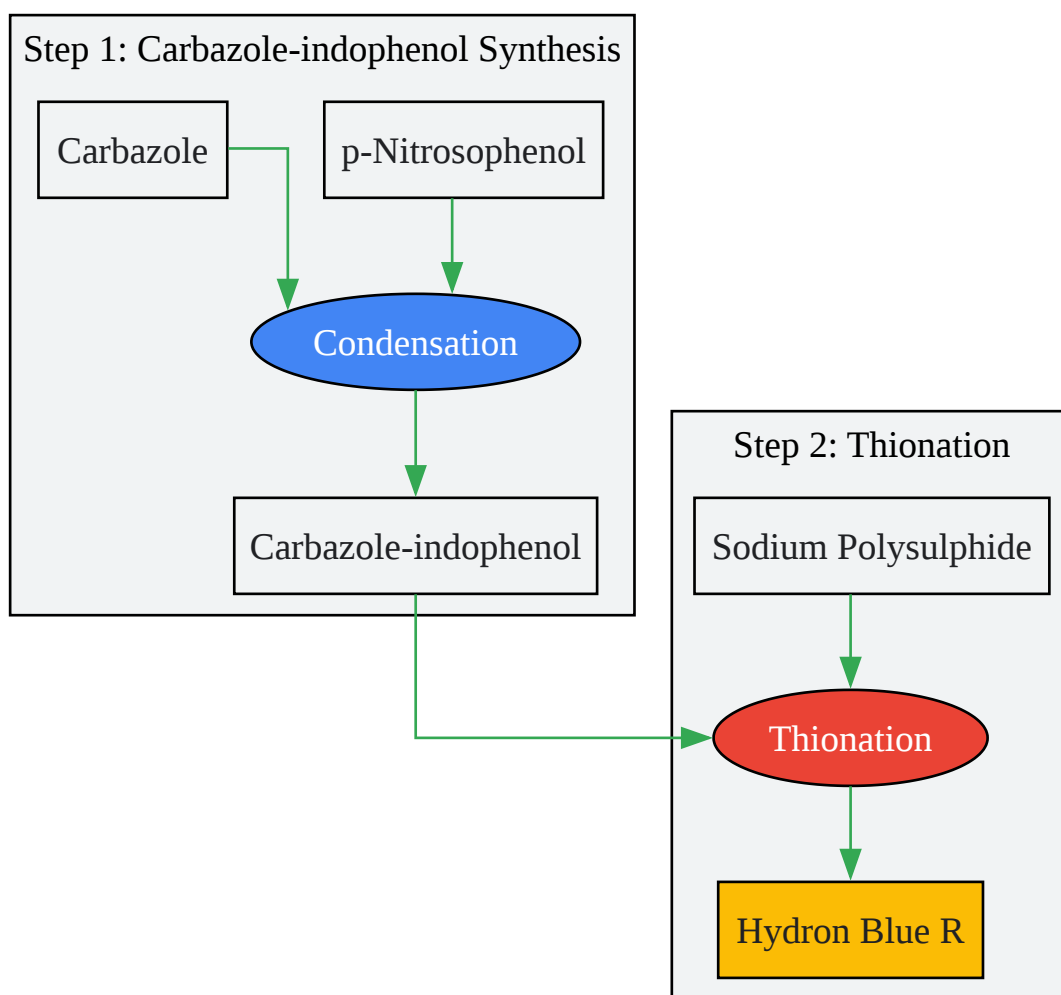 Step 1: Carbazole-indophenol Synthesis
Carbazole
p-Nitrosophenol
Condensation
Carbazole-indophenol
Step 2: Thionation
Sodium Polysulphide
Thionation
Hydron Blue R